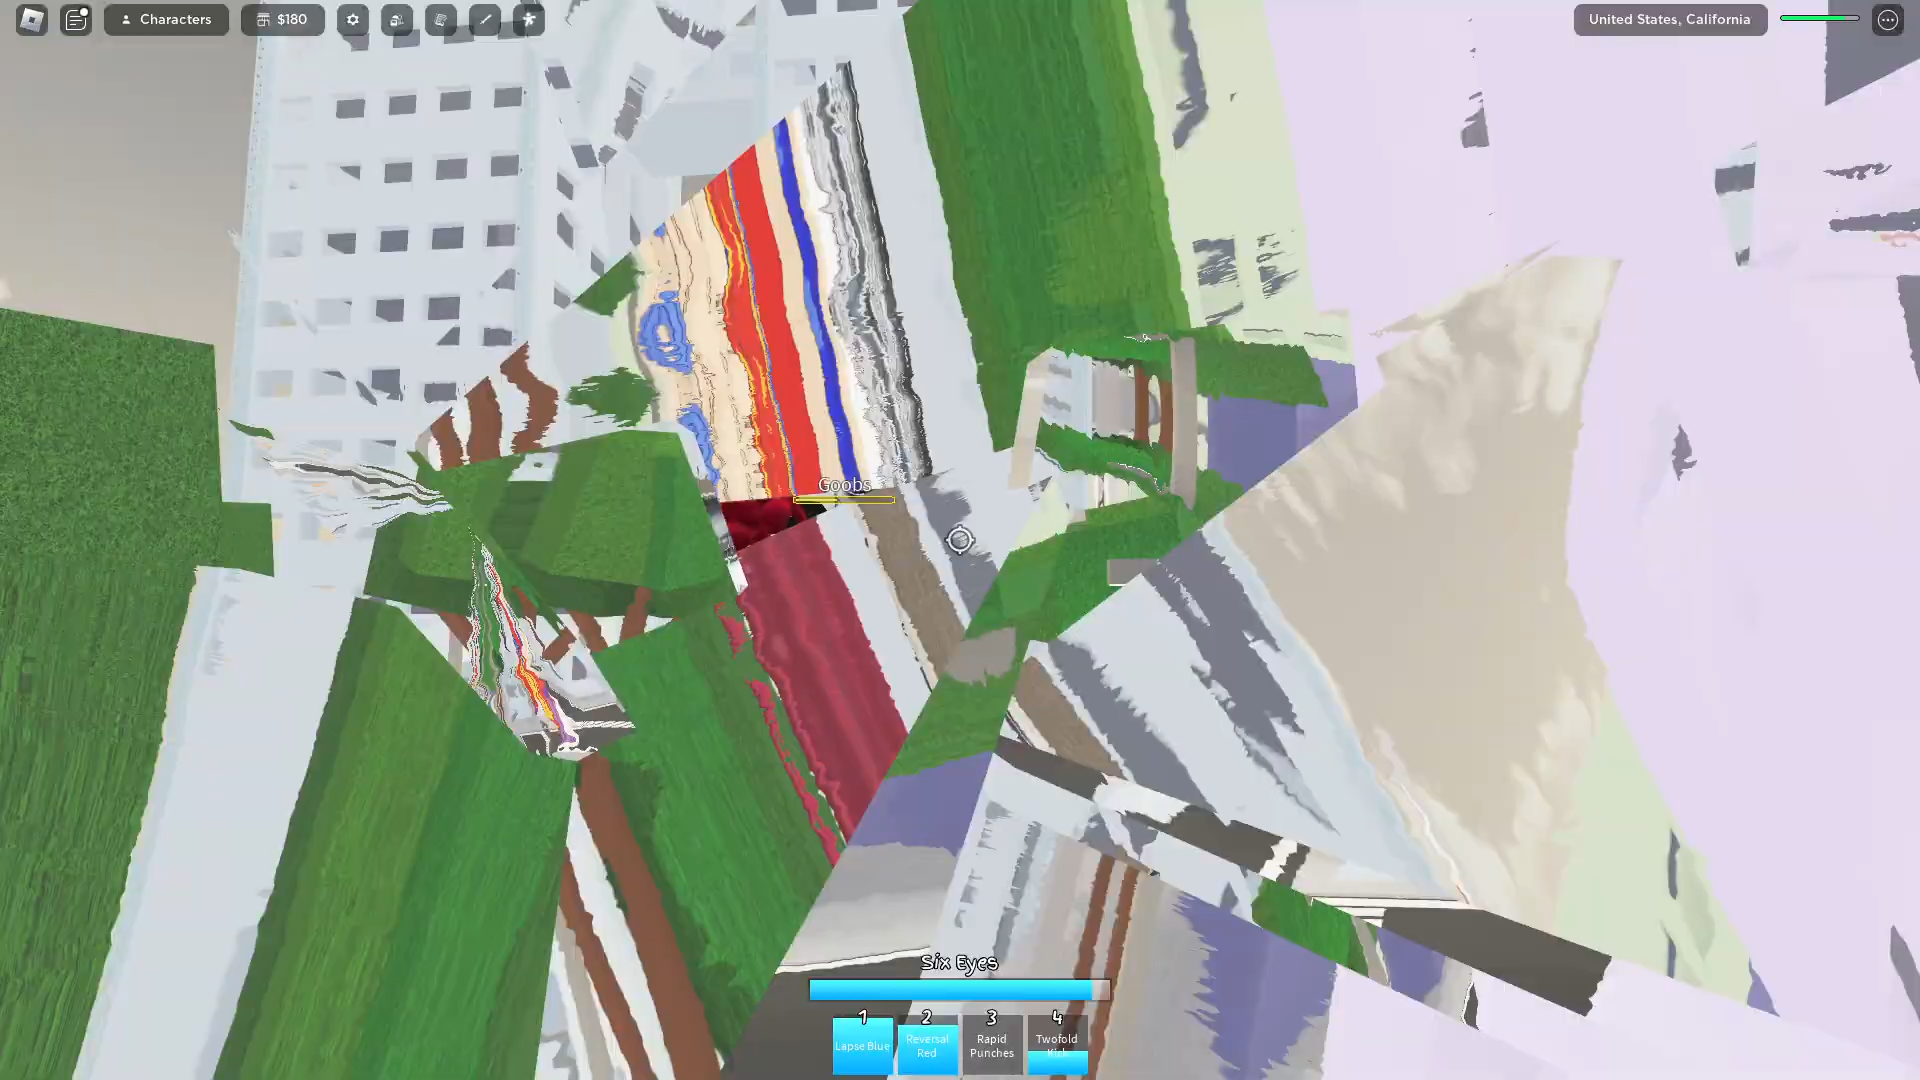 Characters
$180
United States, California
Goobs
Six Eyes
1
2
3
4
Lapse Blue
Reversal
Red
Rapid
Punches
Twofold
Kick